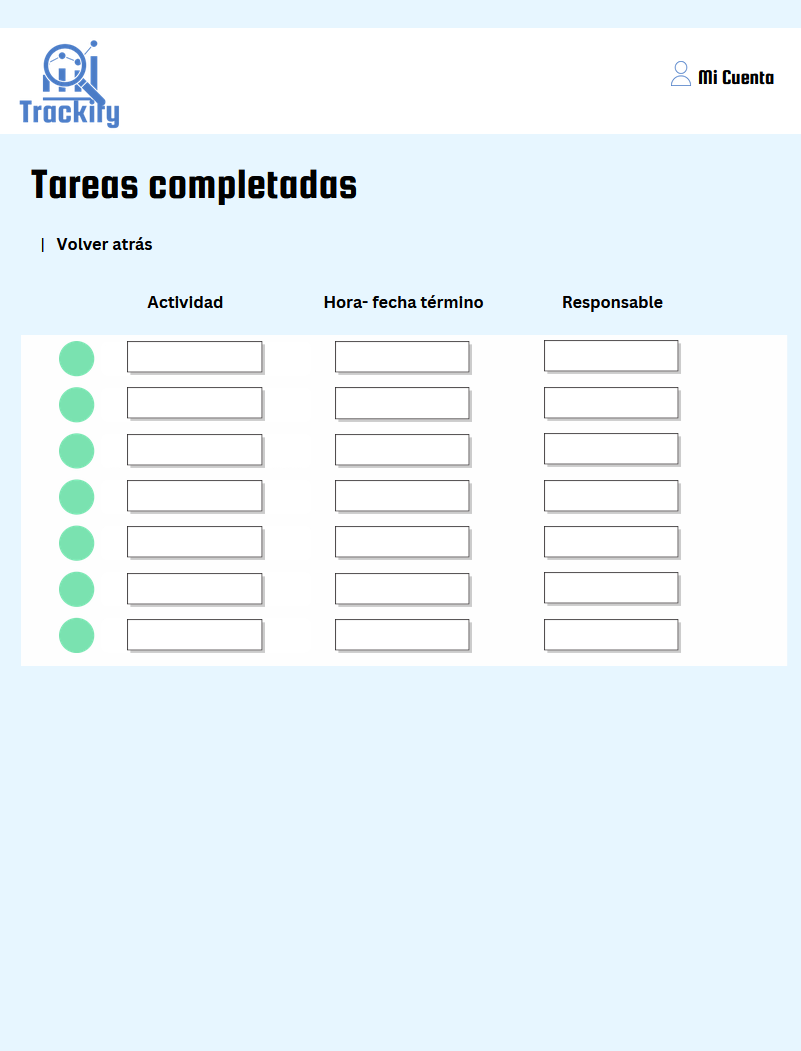 Trackify
Mi Cuenta
Tareas completadas
| Volver atrás
Actividad Hora- fecha término Responsable